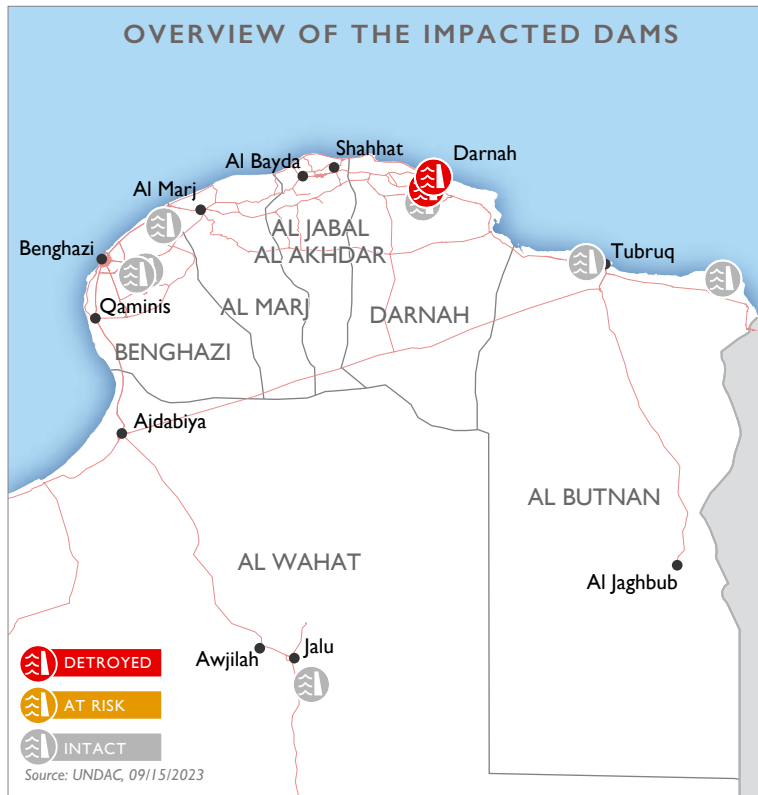 OVERVIEW OF THE IMPACTED DAMS
Shahhat
Darnah
Al Bayda
Al Marj
AL JABAL
AL AKHDAR
Benghazi
Tubruq
Qaminis
AL MARJ
DARNAH
BENGHAZI
Ajdabiya
AL BUTNAN
AL WAHAT
Al Jaghbub
Awjilah
Jalu
DETROYED
AT RISK
INTACT
Source: UNDAC, 09/15/2023